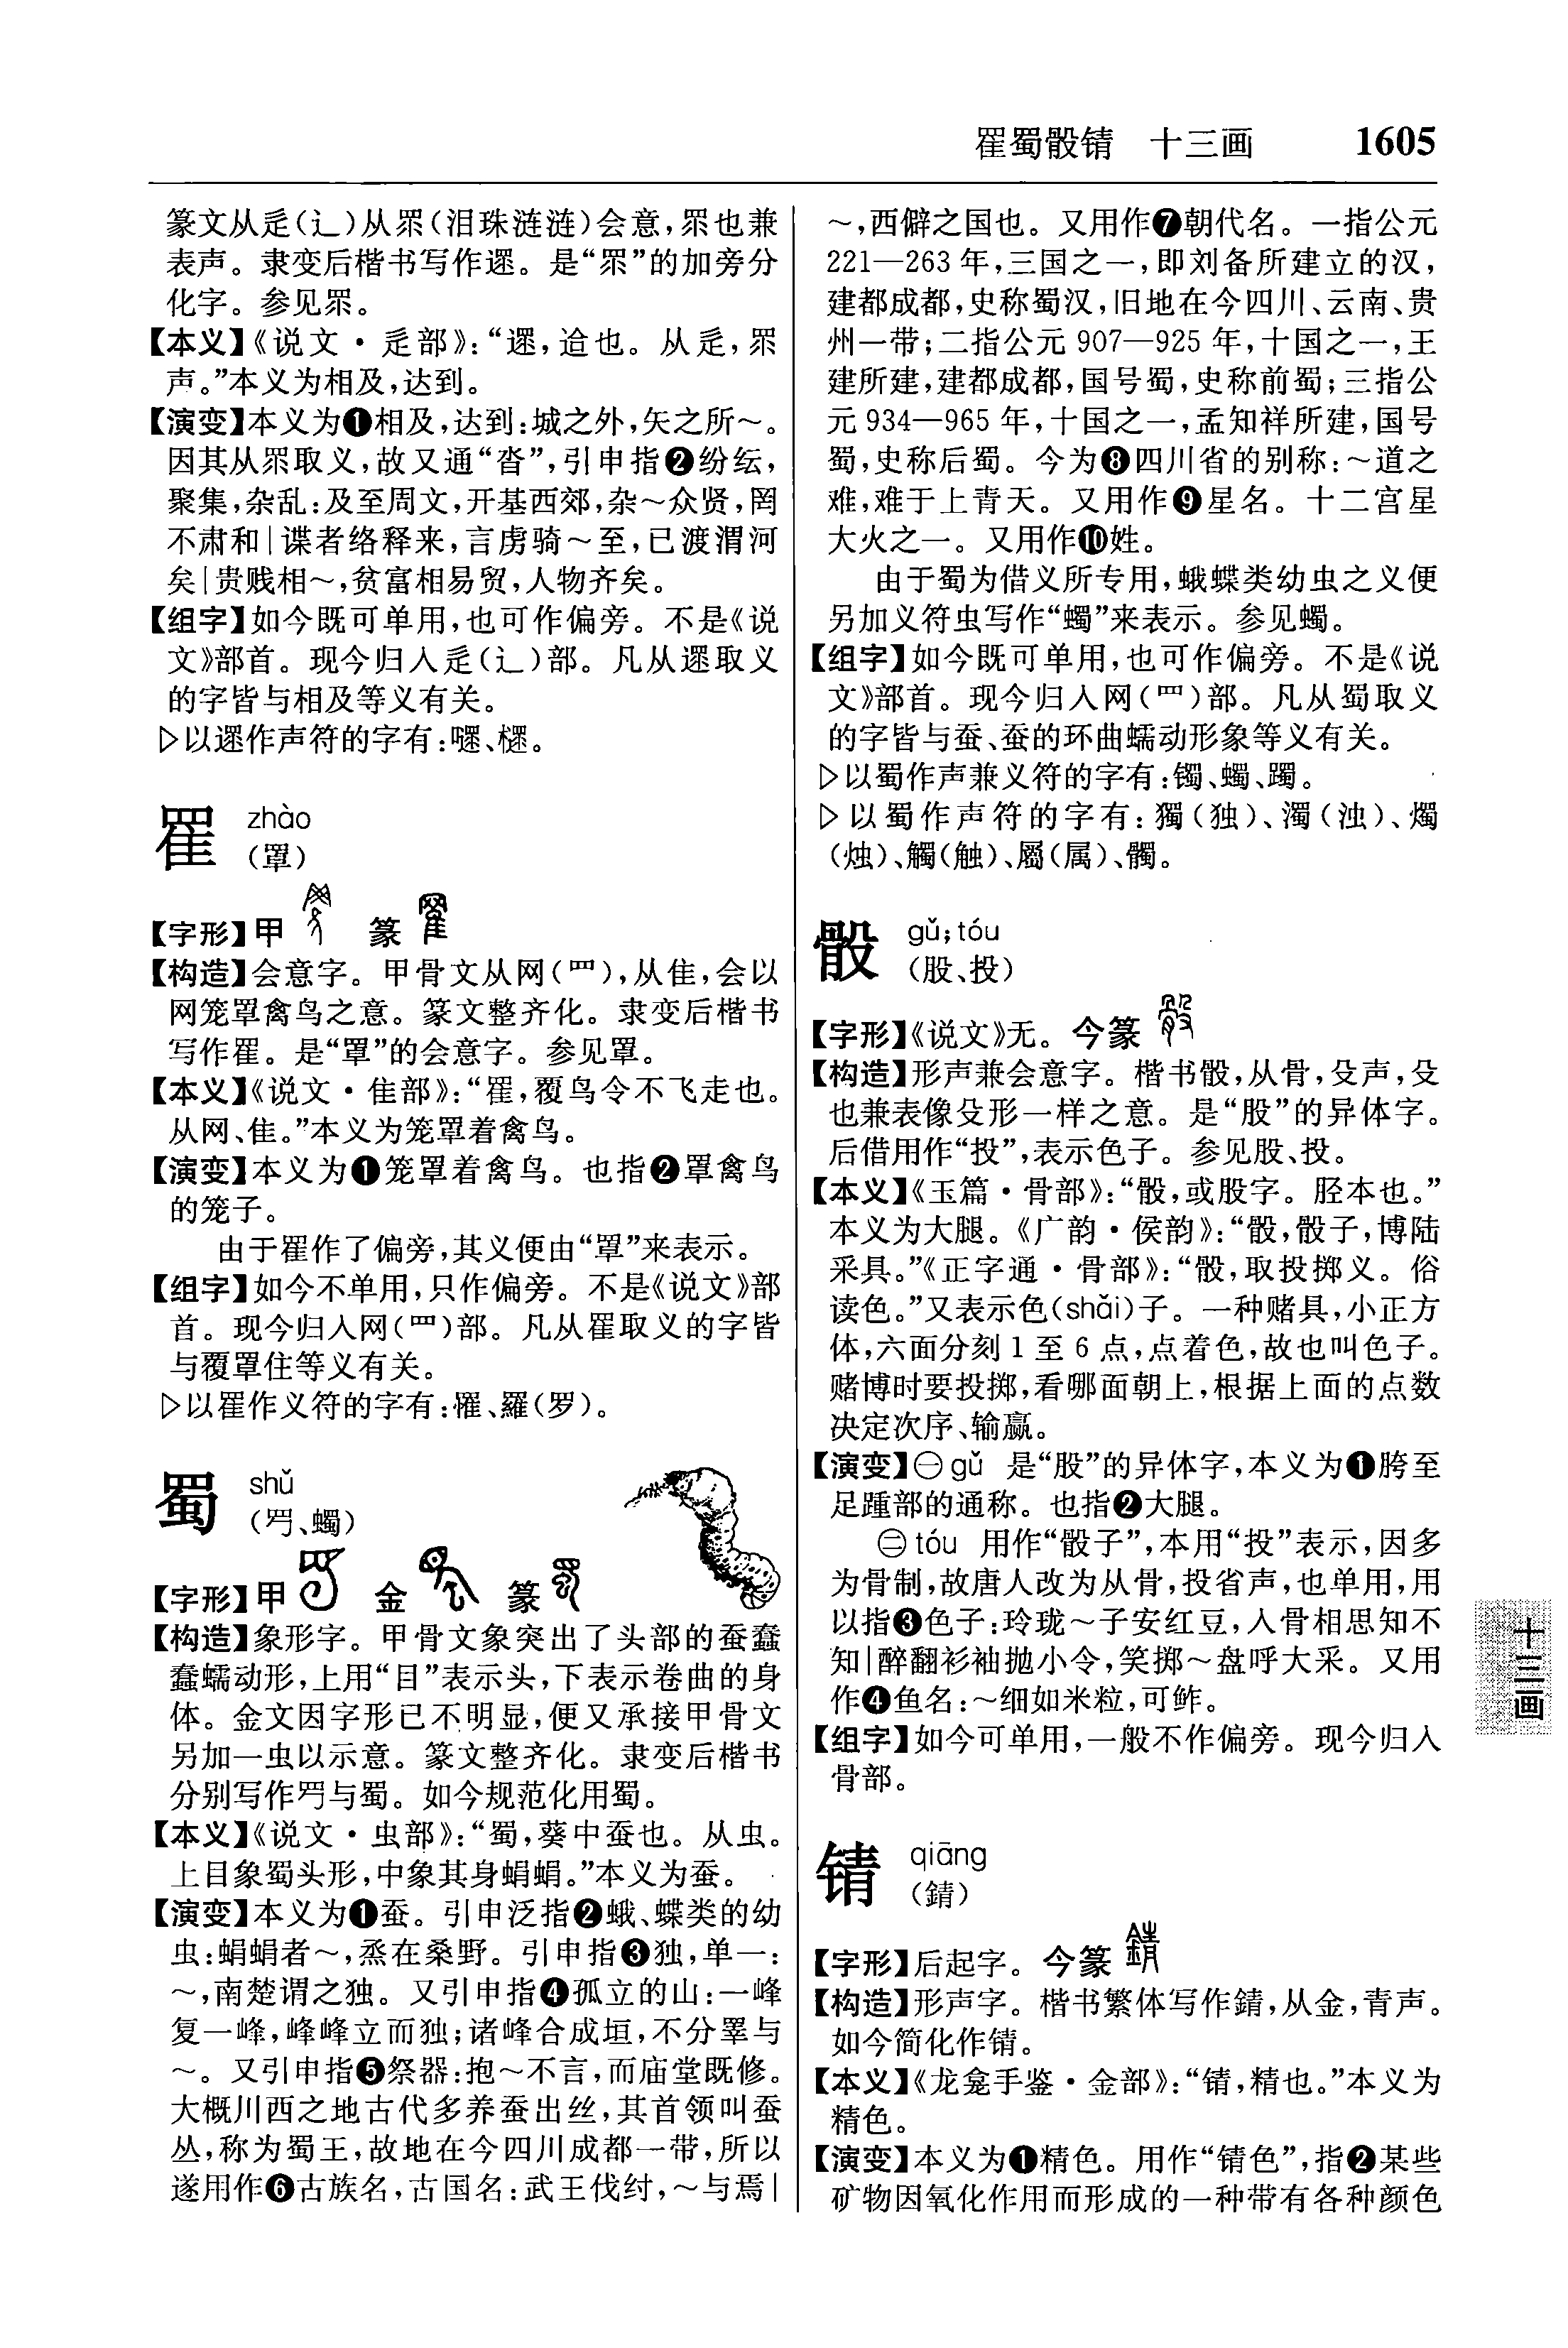 翟蜀骰锖 十三画 1605
篆文从辵(辶)从眔(泪珠涟涟)会意,眔也兼
表声。隶变后楷书写作遝。是“眔”的加旁分
化字。参见眔。
【本义】《说文·辵部》:“遝,迨也。从辵,眔
声。”本义为相及,达到。
【演变】本义为❶相及,达到:城之外,矢之所~。
因其从眔取义,故又通“沓”,引申指❷纷纭,
聚集,杂乱:及至周文,开基西郊,杂~众贤,罔
不肃和|谍者络释来,言虏骑~至,已渡渭河
矣|贵贱相~,贫富相易贸,人物齐矣。
【组字】如今既可单用,也可作偏旁。不是《说
文》部首。现今归入辵(辶)部。凡从遝取义
的字皆与相及等义有关。
▷以遝作声符的字有:嚃、㯓。
䍜 zhào
(罩)
【字形】甲 篆
【构造】会意字。甲骨文从网(罒),从隹,会以
网笼罩禽鸟之意。篆文整齐化。隶变后楷书
写作䍜。是“罩”的会意字。参见罩。
【本义】《说文·隹部》:“䍜,覆鸟令不飞走也。
从网、隹。”本义为笼罩着禽鸟。
【演变】本义为❶笼罩着禽鸟。也指❷罩禽鸟
的笼子。
由于䍜作了偏旁,其义便由“罩”来表示。
【组字】如今不单用,只作偏旁。不是《说文》部
首。现今归入网(罒)部。凡从䍜取义的字皆
与覆罩住等义有关。
▷以䍜作义符的字有:罹、羅(罗)。
蜀 shǔ
(、蠋)
【字形】甲 金 篆
【构造】象形字。甲骨文象突出了头部的蚕蠢
蠢蠕动形,上用“目”表示头,下表示卷曲的身
体。金文因字形已不明显,便又承接甲骨文
另加一虫以示意。篆文整齐化。隶变后楷书
分别写作与蜀。如今规范化用蜀。
【本义】《说文·虫部》:“蜀,葵中蚕也。从虫。
上目象蜀头形,中象其身蜎蜎。”本义为蚕。
【演变】本义为❶蚕。引申泛指❷蛾、蝶类的幼
虫:蜎蜎者~,烝在桑野。引申指❸独,单一:
~,南楚谓之独。又引申指❹孤立的山:一峰
复一峰,峰峰立而独;诸峰合成垣,不分睪与
~。又引申指❺祭器:抱~不言,而庙堂既修。
大概川西之地古代多养蚕出丝,其首领叫蚕
丛,称为蜀王,故地在今四川成都一带,所以
遂用作❻古族名,古国名:武王伐纣,~与焉|
~,西僻之国也。又用作❼朝代名。一指公元
221—263年,三国之一,即刘备所建立的汉,
建都成都,史称蜀汉,旧地在今四川、云南、贵
州一带;二指公元907—925年,十国之一,王
建所建,建都成都,国号蜀,史称前蜀;三指公
元934—965年,十国之一,孟知祥所建,国号
蜀,史称后蜀。今为❽四川省的别称:~道之
难,难于上青天。又用作❾星名。十二宫星
大火之一。又用作❿姓。
由于蜀为借义所专用,蛾蝶类幼虫之义便
另加义符虫写作“蠋”来表示。参见蠋。
【组字】如今既可单用,也可作偏旁。不是《说
文》部首。现今归入网(罒)部。凡从蜀取义
的字皆与蚕、蚕的环曲蠕动形象等义有关。
▷以蜀作声兼义符的字有:镯、蠋、躅。
▷以蜀作声符的字有:獨(独)、濁(浊)、燭
(烛)、觸(触)、屬(属)、髑。
骰 gǔ;tóu
(股、投)
【字形】《说文》无。今篆
【构造】形声兼会意字。楷书骰,从骨,殳声,殳
也兼表像殳形一样之意。是“股”的异体字。
后借用作“投”,表示色子。参见股、投。
【本义】《玉篇·骨部》:“骰,或股字。胫本也。”
本义为大腿。《广韵·侯韵》:“骰,骰子,博陆
采具。”《正字通·骨部》:“骰,取投掷义。俗
读色。”又表示色(shǎi)子。一种赌具,小正方
体,六面分刻1至6点,点着色,故也叫色子。
赌博时要投掷,看哪面朝上,根据上面的点数
决定次序、输赢。
【演变】㊀gǔ 是“股”的异体字,本义为❶胯至
足踵部的通称。也指❷大腿。
㊁tóu 用作“骰子”,本用“投”表示,因多
为骨制,故唐人改为从骨,投省声,也单用,用
以指❸色子:玲珑~子安红豆,入骨相思知不
知|醉翻衫袖抛小令,笑掷~盘呼大采。又用
作❹鱼名:~细如米粒,可鲊。
【组字】如今可单用,一般不作偏旁。现今归入
骨部。
锖 qiāng
(錆)
【字形】后起字。今篆
【构造】形声字。楷书繁体写作錆,从金,青声。
如今简化作锖。
【本义】《龙龛手鉴·金部》:“锖,精也。”本义为
精色。
【演变】本义为❶精色。用作“锖色”,指❷某些
矿物因氧化作用而形成的一种带有各种颜色
十三画